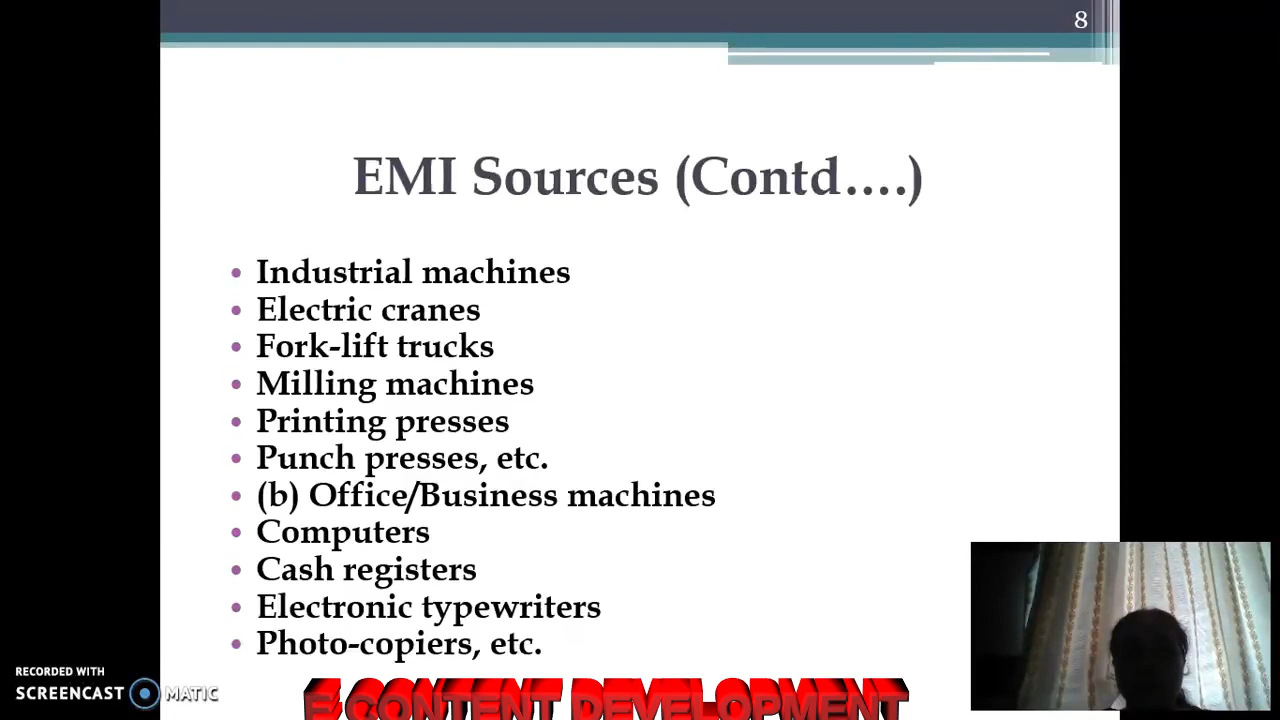 8
EMI Sources (Contd….)
• Industrial machines
• Electric cranes
• Fork-lift trucks
• Milling machines
• Printing presses
• Punch presses, etc.
• (b) Office/Business machines
• Computers
• Cash registers
• Electronic typewriters
• Photo-copiers, etc.
RECORDED WITH
SCREENCAST MATIC
E-CONTENT DEVELOPMENT